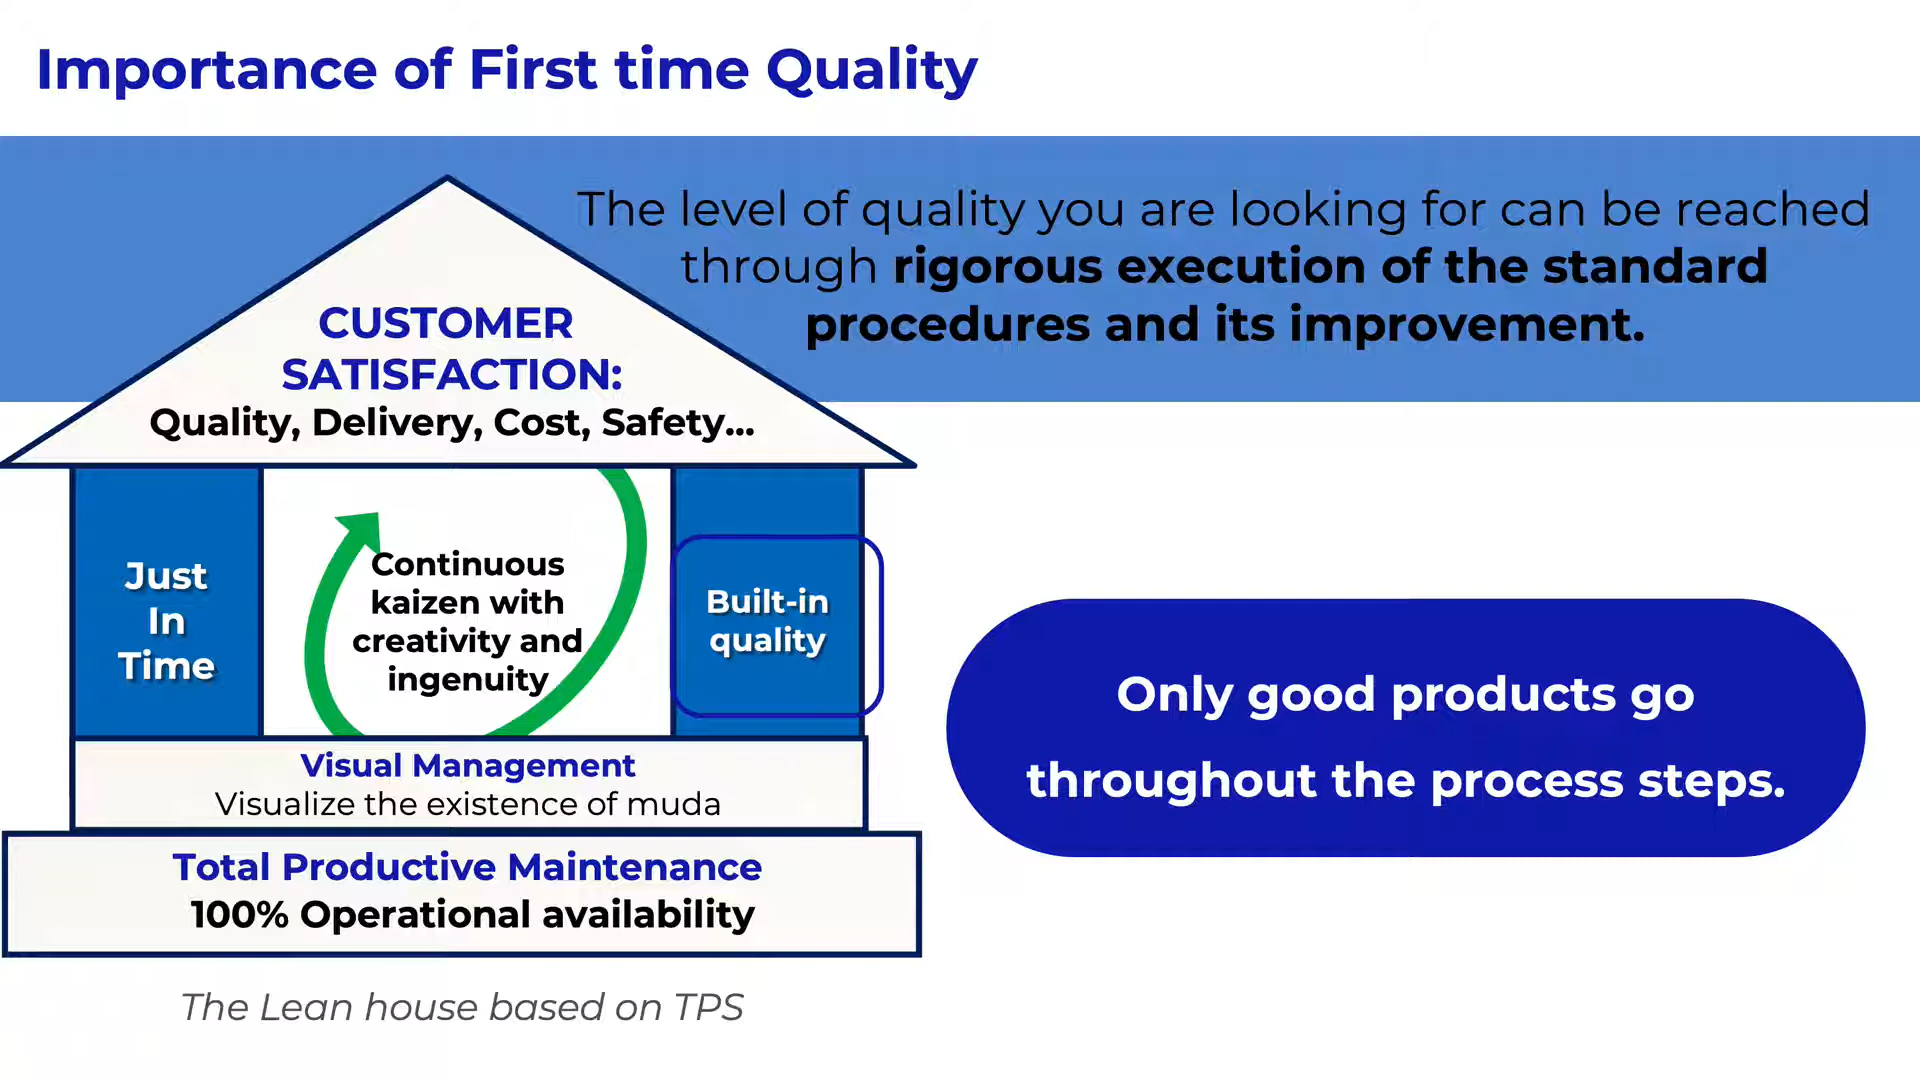 Importance of First time Quality
The level of quality you are looking for can be reached
through rigorous execution of the standard
procedures and its improvement.
CUSTOMER
SATISFACTION:
Quality, Delivery, Cost, Safety...
Just
In
Time
Continuous
kaizen with
creativity and
ingenuity
Built-in
quality
Only good products go
throughout the process steps.
Visual Management
Visualize the existence of muda
Total Productive Maintenance
100% Operational availability
The Lean house based on TPS